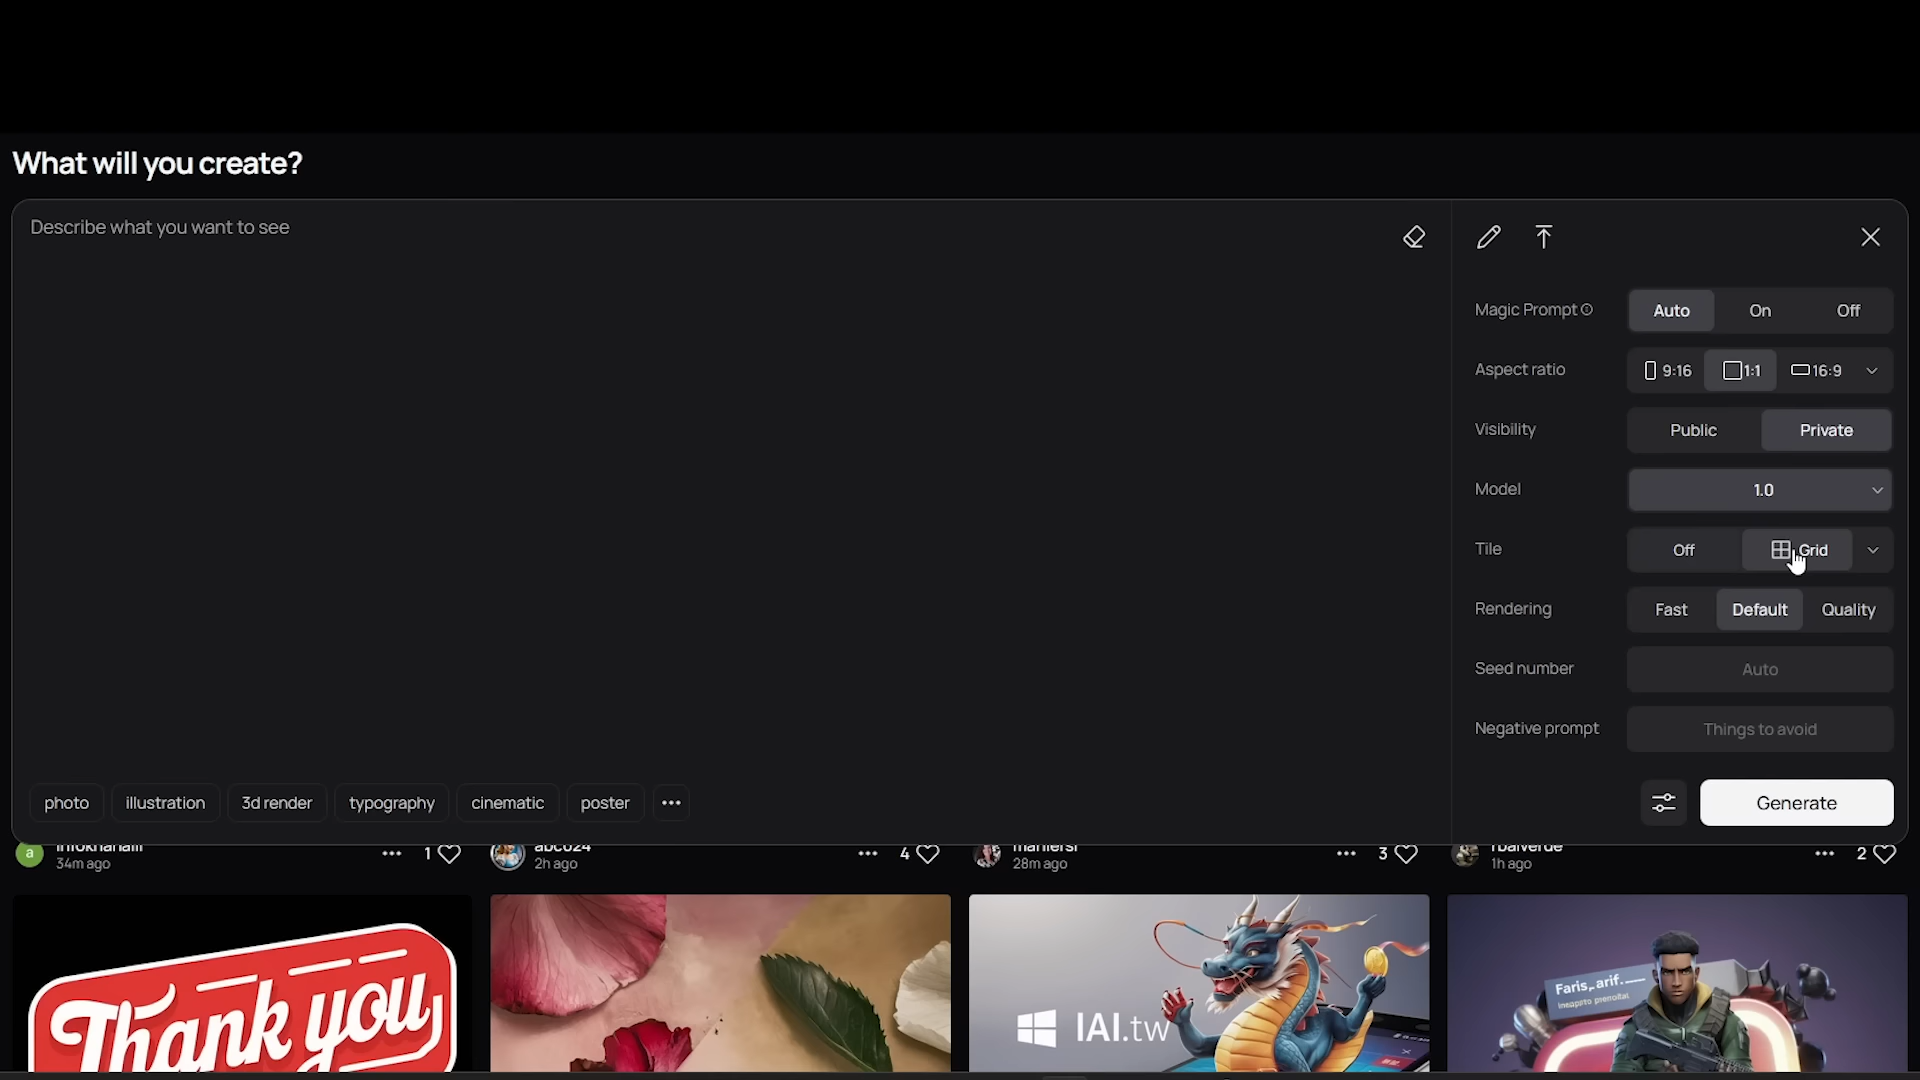 What will you create?
Describe what you want to see
Magic Prompt Auto On Off
Aspect ratio 9:16 1:1 16:9
Visibility Public Private
Model 1.0
Tile Off Grid
Rendering Fast Default Quality
Seed number Auto
Negative prompt Things to avoid
photo illustration 3d render typography cinematic poster ••• Generate
a 34m ago ••• 1 2h ago ••• 4 28m ago ••• 3 1h ago ••• 2
Thank you
IAI.tw
Faris,. arif.